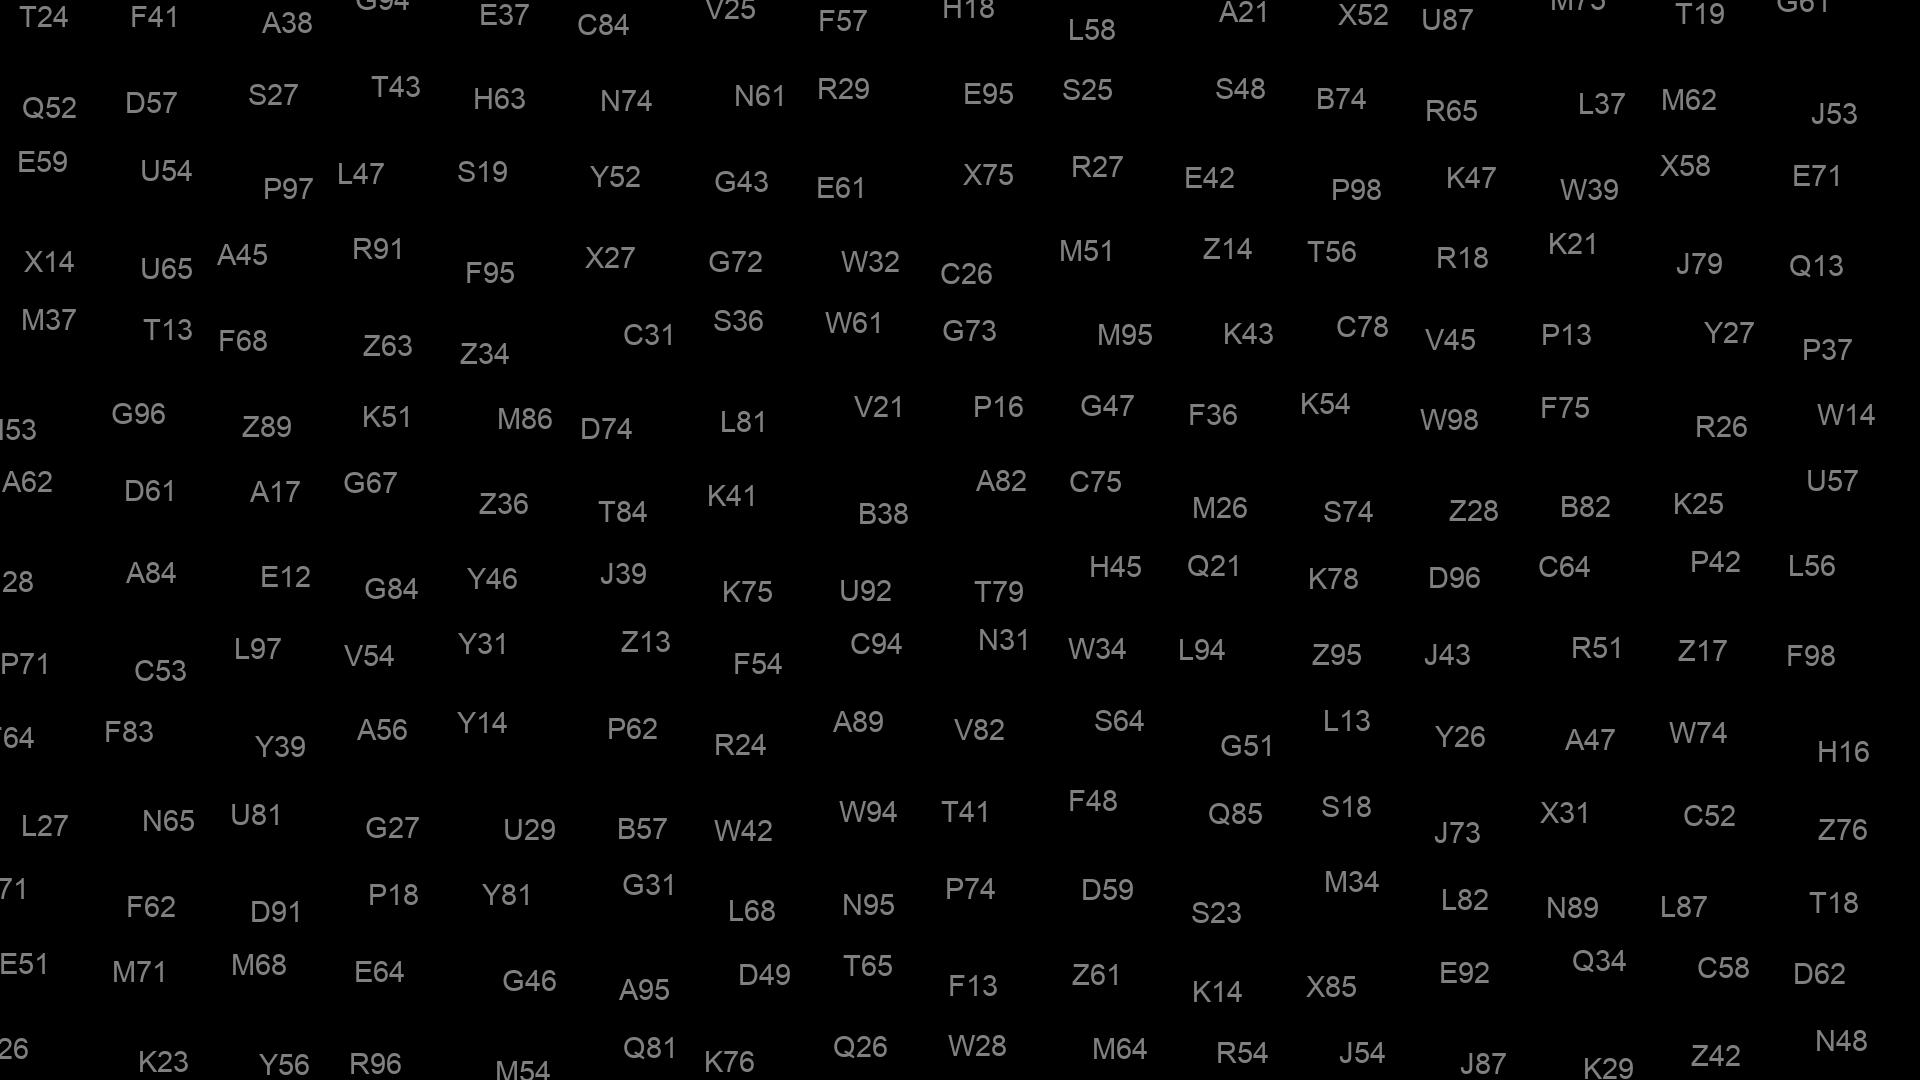 T24 F41 A38 G94 E37 C84 V25 F57 H18 L58 A21 X52 U87 M75 T19 G61
Q52 D57 S27 T43 H63 N74 N61 R29 E95 S25 S48 B74 R65 L37 M62 J53
E59 U54 P97 L47 S19 Y52 G43 E61 X75 R27 E42 P98 K47 W39 X58 E71
X14 U65 A45 R91 F95 X27 G72 W32 C26 M51 Z14 T56 R18 K21 J79 Q13
M37 T13 F68 Z63 Z34 C31 S36 W61 G73 M95 K43 C78 V45 P13 Y27 P37
G96 Z89 K51 M86 D74 L81 V21 P16 G47 F36 K54 W98 F75 R26 W14
A62 D61 A17 G67 Z36 T84 K41 B38 A82 C75 M26 S74 Z28 B82 K25 U57
28 A84 E12 G84 Y46 J39 K75 U92 T79 H45 Q21 K78 D96 C64 P42 L56
P71 C53 L97 V54 Y31 Z13 F54 C94 N31 W34 L94 Z95 J43 R51 Z17 F98
64 F83 Y39 A56 Y14 P62 R24 A89 V82 S64 G51 L13 Y26 A47 W74 H16
L27 N65 U81 G27 U29 B57 W42 W94 T41 F48 Q85 S18 J73 X31 C52 Z76
71 F62 D91 P18 Y81 G31 L68 N95 P74 D59 S23 M34 L82 N89 L87 T18
E51 M71 M68 E64 G46 A95 D49 T65 F13 Z61 K14 X85 E92 Q34 C58 D62
26 K23 Y56 R96 M54 Q81 K76 Q26 W28 M64 R54 J54 J87 K29 Z42 N48